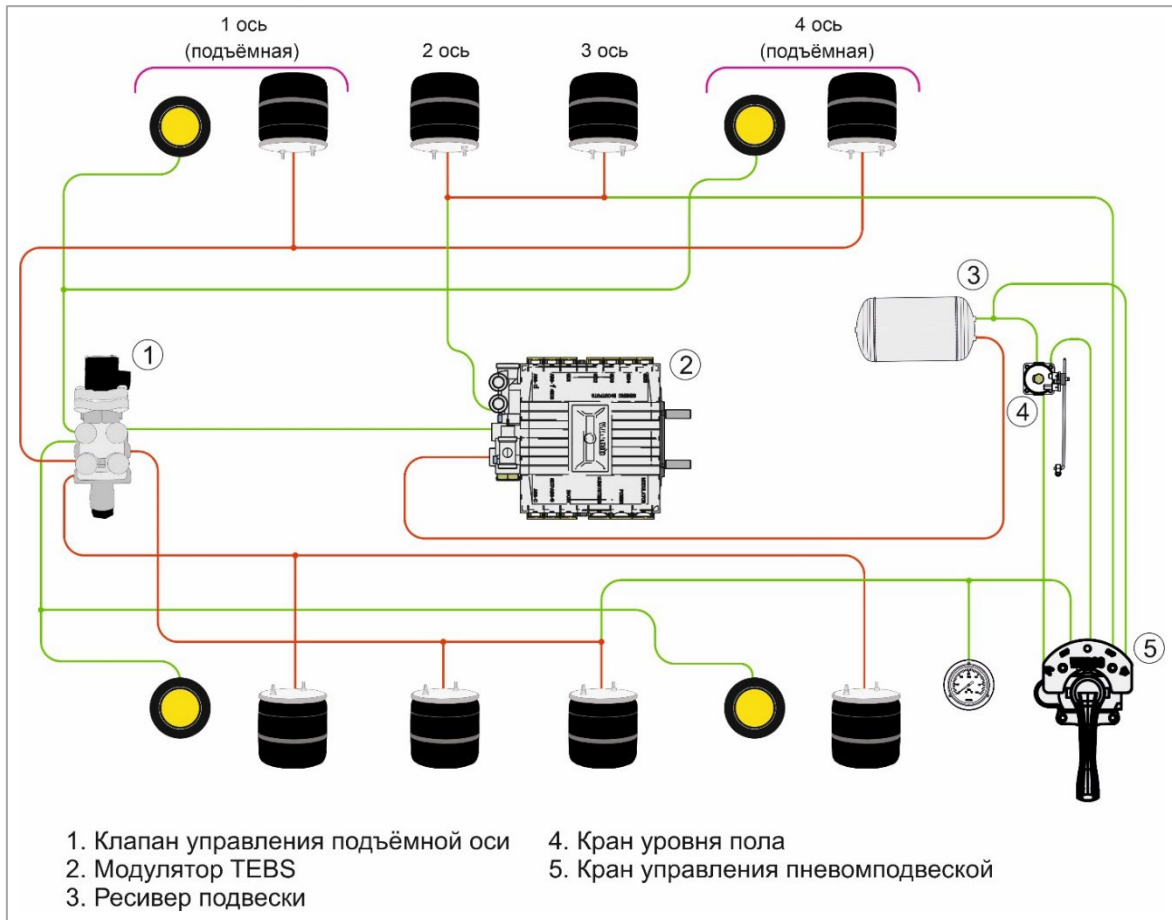 1 ось
(подъёмная)
2 ось
3 ось
4 ось
(подъёмная)
3
1
2
4
5
1. Клапан управления подъёмной оси
2. Модулятор TEBS
3. Ресивер подвески
4. Кран уровня пола
5. Кран управления пневомподвеской